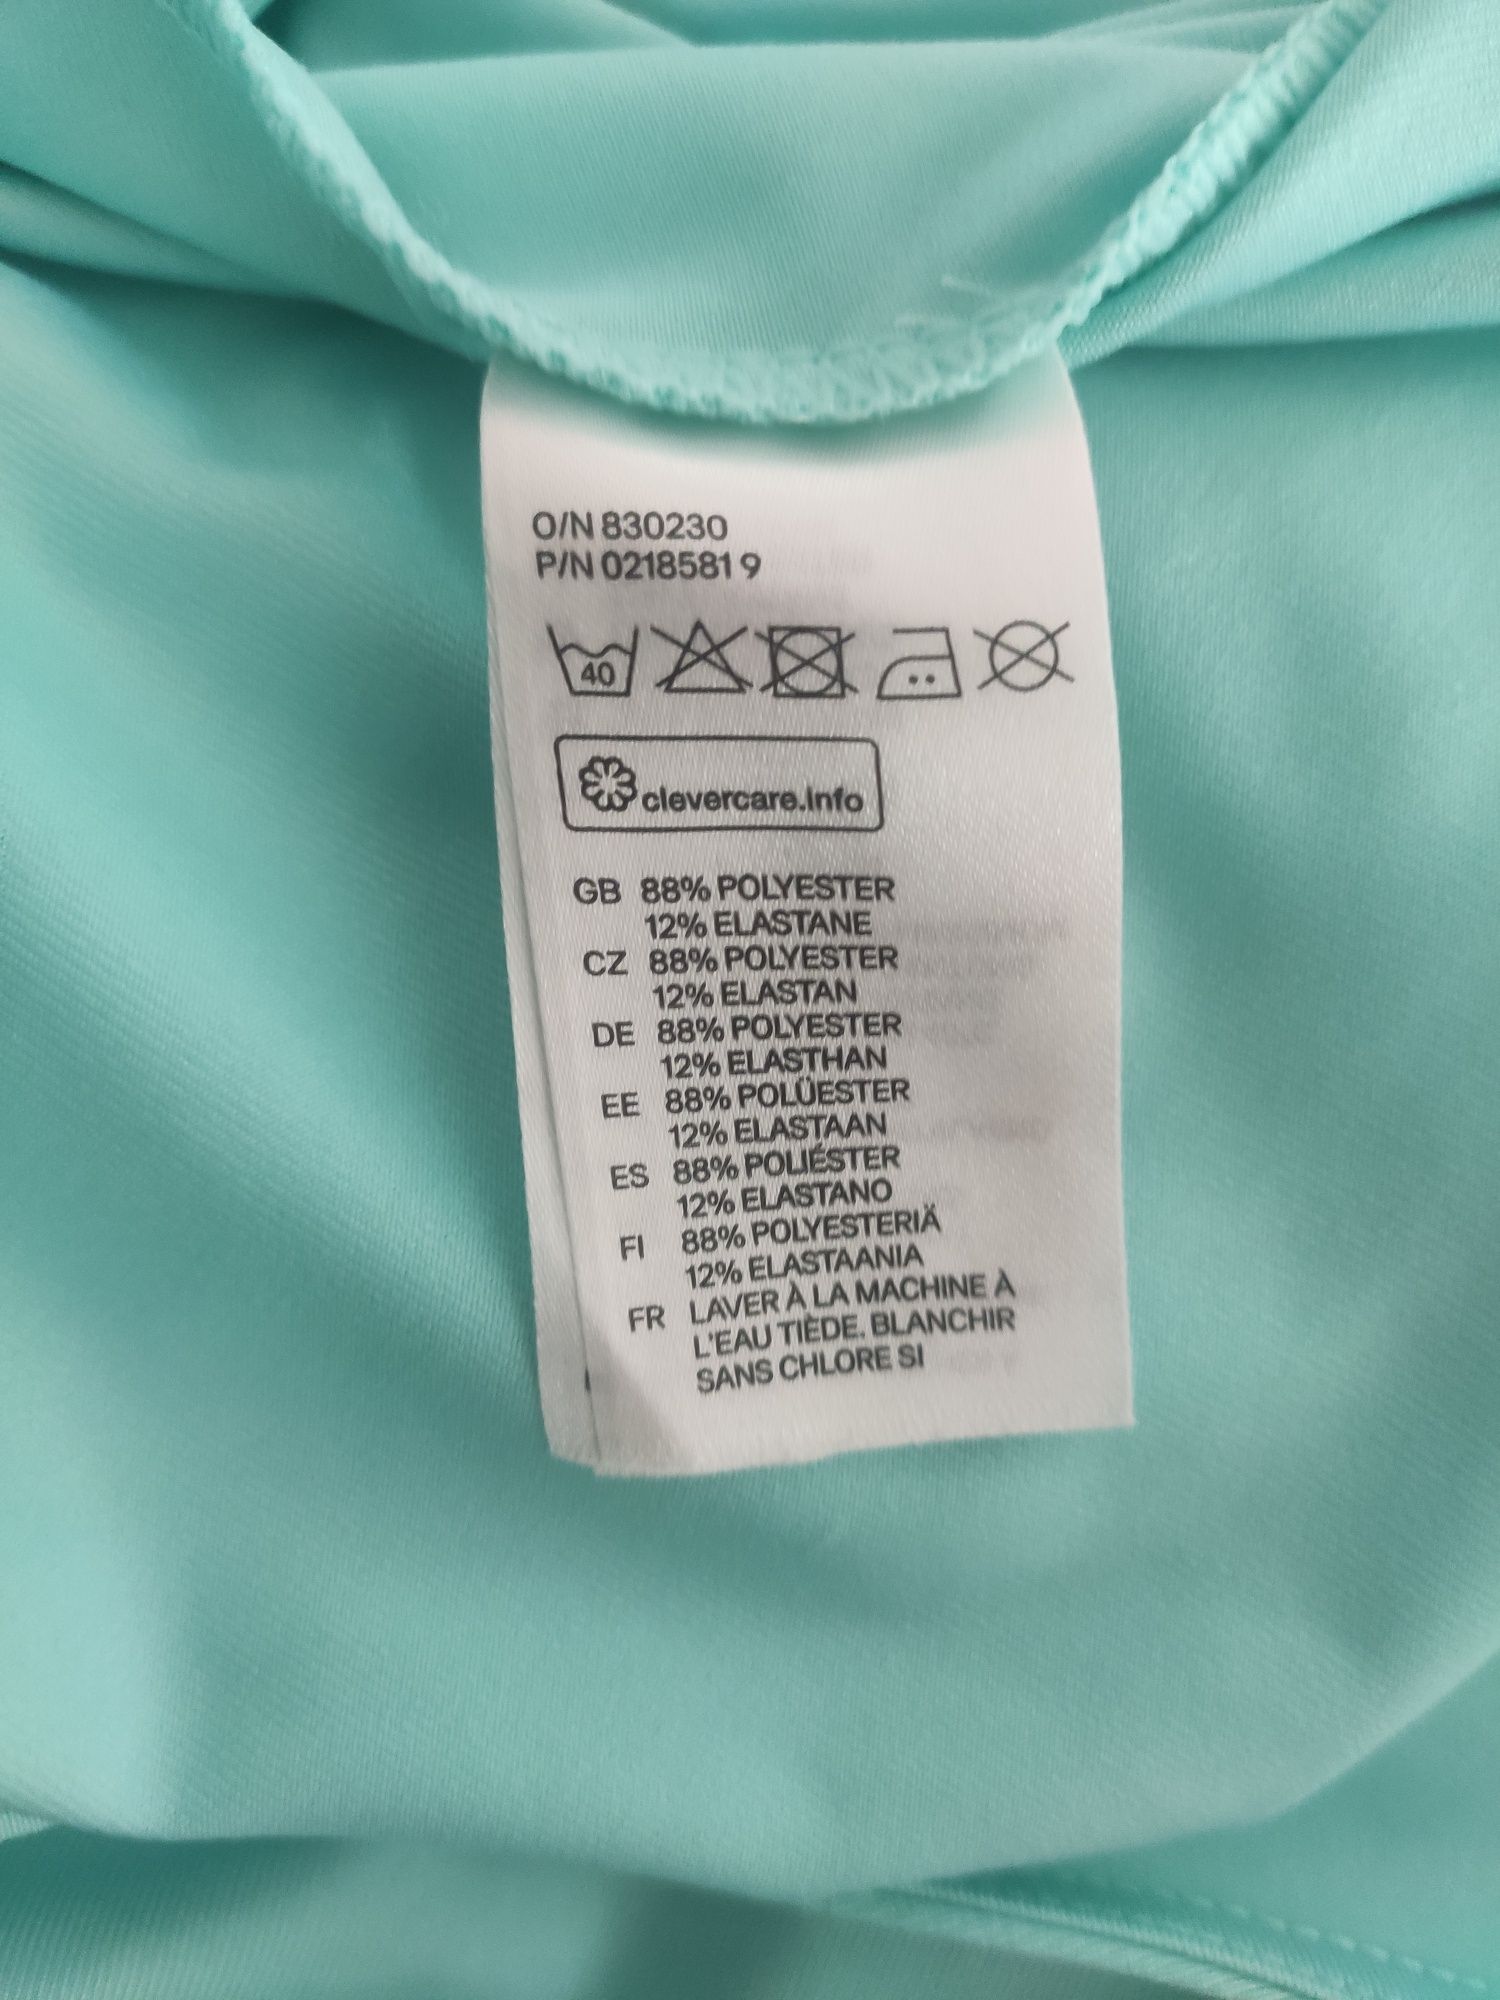 O/N 830230
P/N 02185819
40
clevercare.info
GB 88% POLYESTER
12% ELASTANE
CZ 88% POLYESTER
12% ELASTAN
DE 88% POLYESTER
12% ELASTHAN
EE 88% POLÜESTER
12% ELASTAAN
ES 88% POLIÉSTER
12% ELASTANO
FI 88% POLYESTERIÄ
12% ELASTAANIA
FR LAVER À LA MACHINE À
L'EAU TIÈDE. BLANCHIR
SANS CHLORE SI